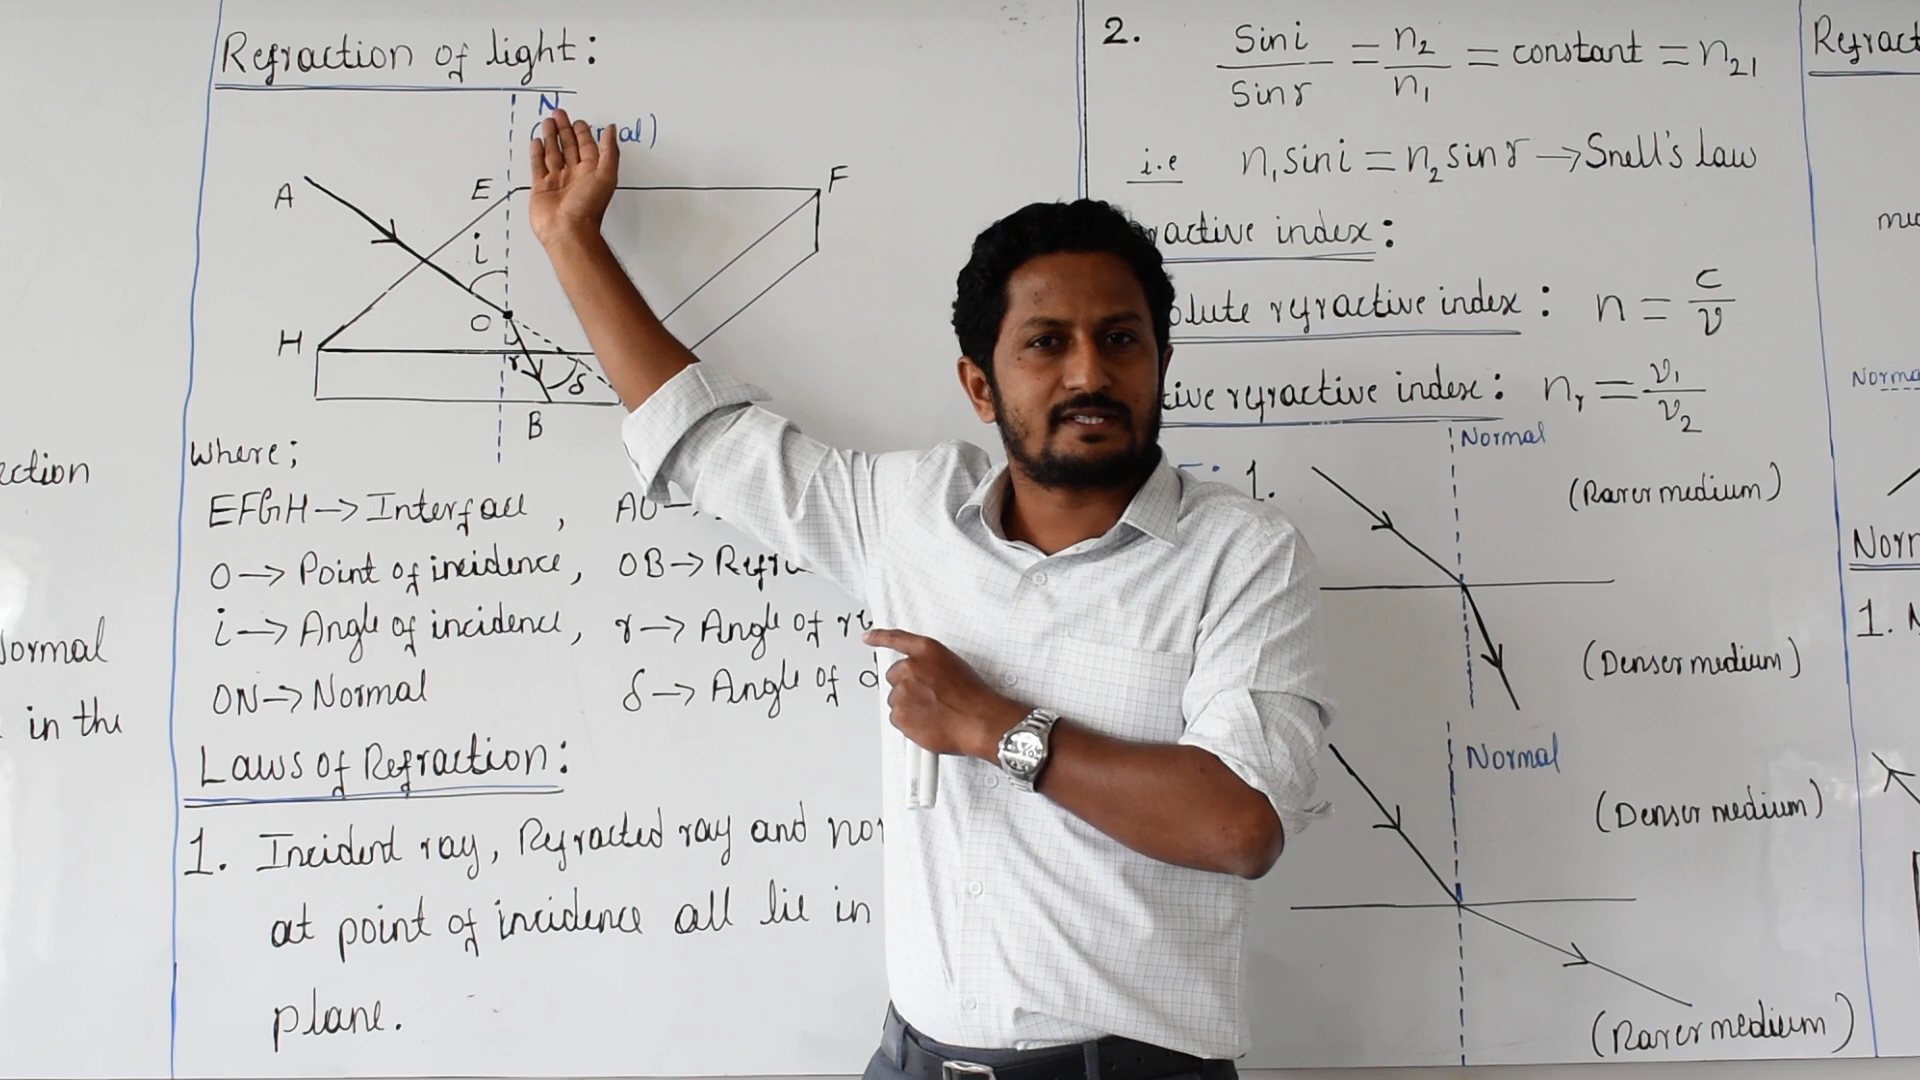 ection
Normal
in the
Refraction of light:
N
A
E
F
i
O
H
r
δ
B
Where;
EFGH → Interface,
O → Point of incidence, OB → Refra
i → Angle of incidence, r → Angle of re
ON → Normal δ → Angle of d
Laws of Refraction:
1. Incident ray, Refracted ray and nor
at point of incidence all lie in
plane.
2. Sin i / Sin r = n₂ / n₁ = constant = n₂₁
i.e n₁ sin i = n₂ sin r → Snell's law
ractive index:
olute refractive index: n = c / v
tive refractive index: nᵣ = v₁ / v₂
Normal
1.
(Rarer medium)
(Denser medium)
Normal
(Denser medium)
(Rarer medium)
Refract
Norma
Norm
1.